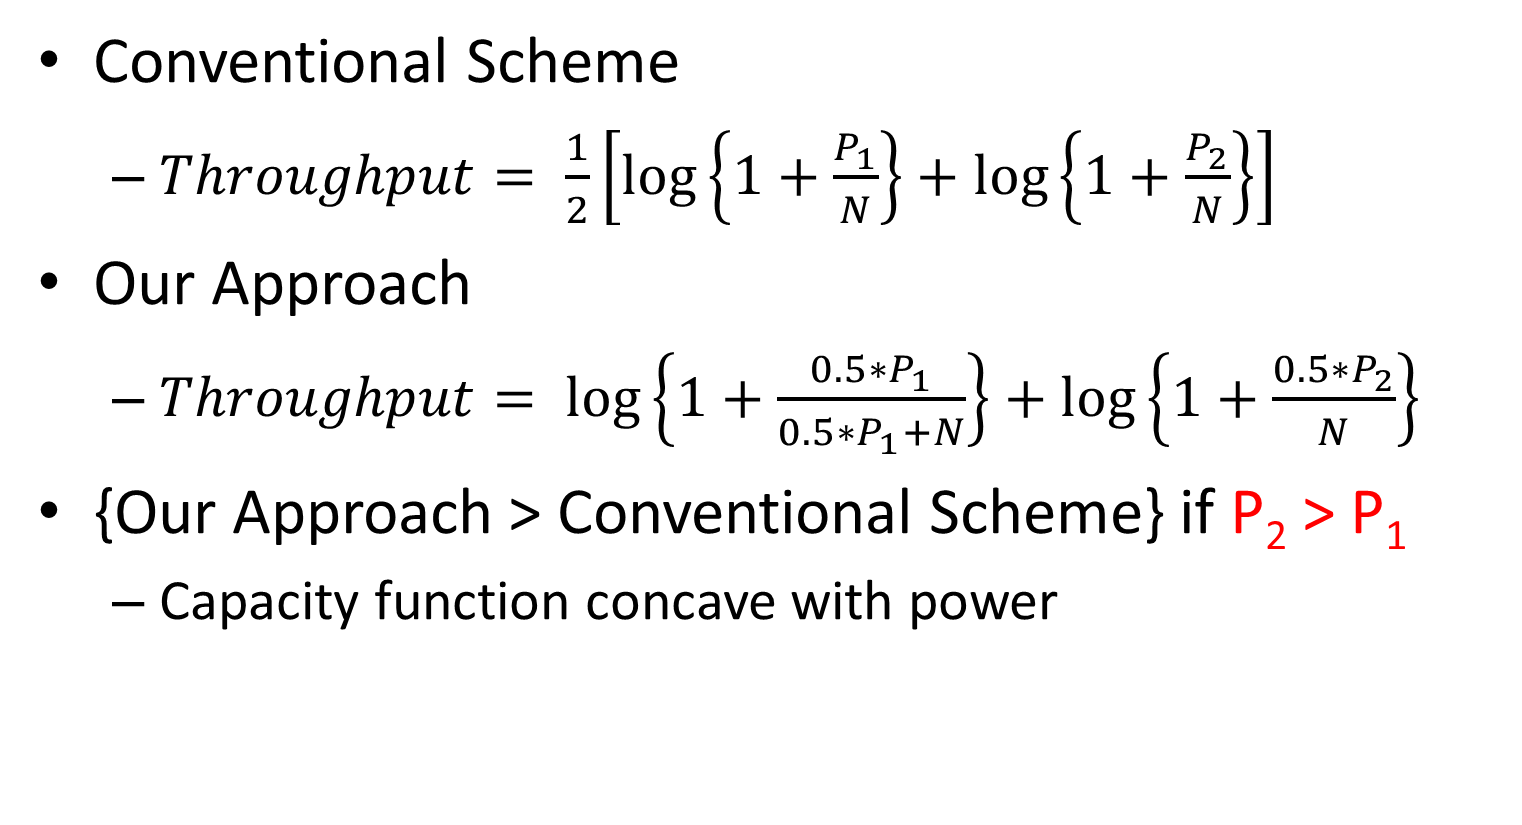 • Conventional Scheme
– Throughput = 1/2 [log{1 + P₁/N} + log{1 + P₂/N}]
• Our Approach
– Throughput = log{1 + 0.5*P₁/(0.5*P₁+N)} + log{1 + 0.5*P₂/N}
• {Our Approach > Conventional Scheme} if P₂ > P₁
– Capacity function concave with power